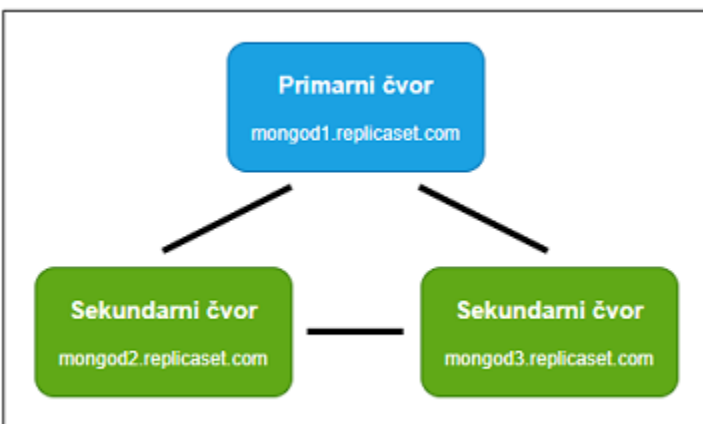 Primarni čvor
mongod1.replicaset.com
Sekundarni čvor
mongod2.replicaset.com
Sekundarni čvor
mongod3.replicaset.com